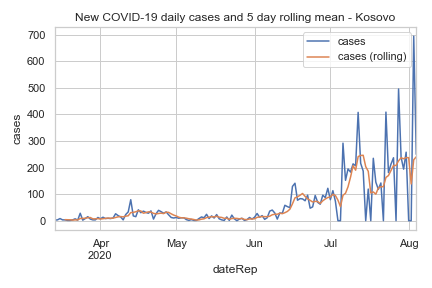 New COVID-19 daily cases and 5 day rolling mean - Kosovo
cases
cases (rolling)
700
600
500
400
300
200
100
0
cases
Apr
2020
May
Jun
Jul
Aug
dateRep